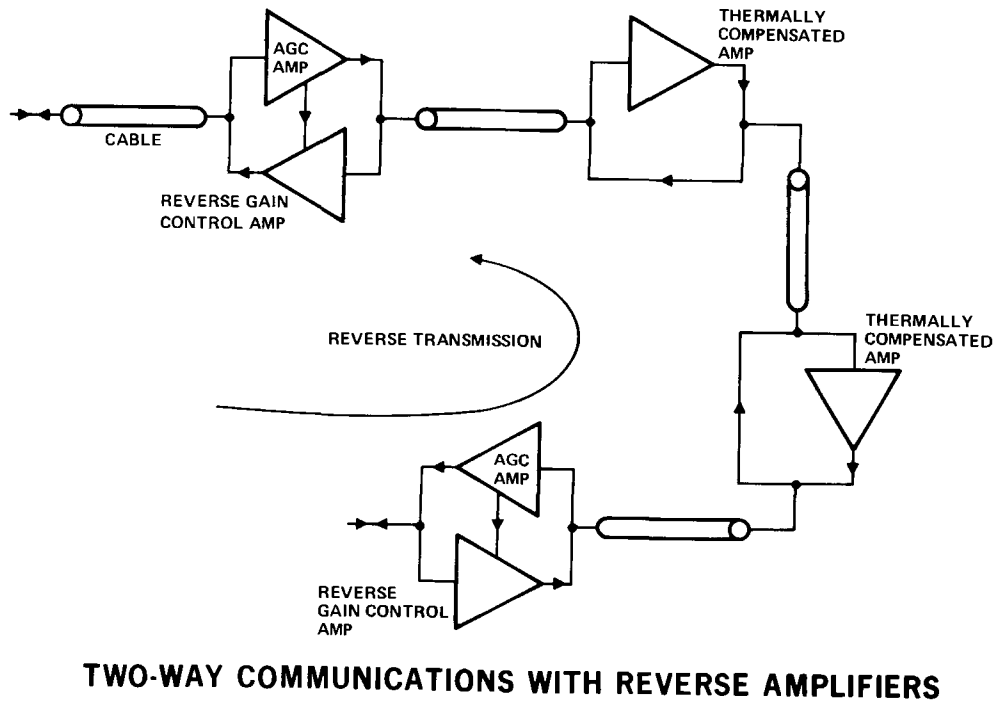 THERMALLY
COMPENSATED
AMP
AGC
AMP
CABLE
REVERSE GAIN
CONTROL AMP
REVERSE TRANSMISSION
THERMALLY
COMPENSATED
AMP
AGC
AMP
REVERSE
GAIN CONTROL
AMP
TWO-WAY COMMUNICATIONS WITH REVERSE AMPLIFIERS